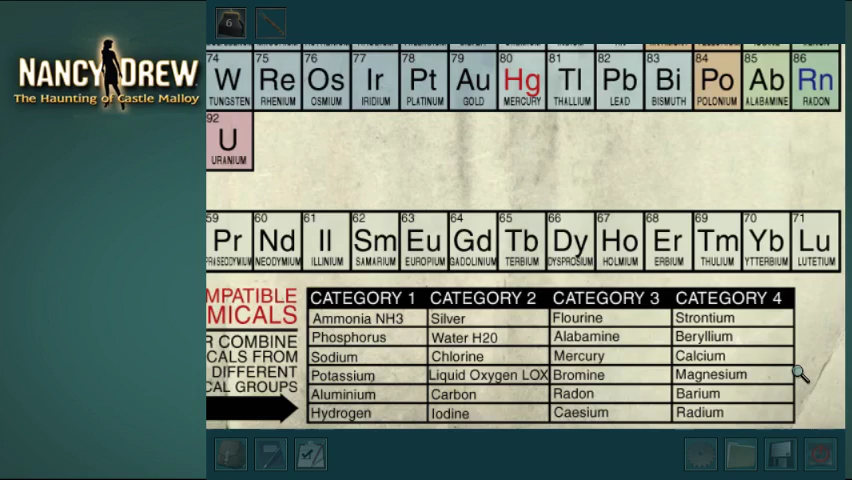 6
NANCY DREW
The Haunting of Castle Malloy
74 75 76 77 78 79 80 81 82 83 84 85 86
W Re Os Ir Pt Au Hg Tl Pb Bi Po Ab Rn
TUNGSTEN RHENIUM OSMIUM IRIDIUM PLATINUM GOLD MERCURY THALLIUM LEAD BISMUTH POLONIUM ALABAMINE RADON
92
U
URANIUM
59 60 61 62 63 64 65 66 67 68 69 70 71
Pr Nd Il Sm Eu Gd Tb Dy Ho Er Tm Yb Lu
PRASEODYMIUM NEODYMIUM ILLINIUM SAMARIUM EUROPIUM GADOLINIUM TERBIUM DYSPROSIUM HOLMIUM ERBIUM THULIUM YTTERBIUM LUTETIUM
MPATIBLE
MICALS
R COMBINE
CALS FROM
DIFFERENT
CAL GROUPS
CATEGORY 1 CATEGORY 2 CATEGORY 3 CATEGORY 4
Ammonia NH3 Silver Flourine Strontium
Phosphorus Water H20 Alabamine Beryllium
Sodium Chlorine Mercury Calcium
Potassium Liquid Oxygen LOX Bromine Magnesium
Aluminium Carbon Radon Barium
Hydrogen Iodine Caesium Radium